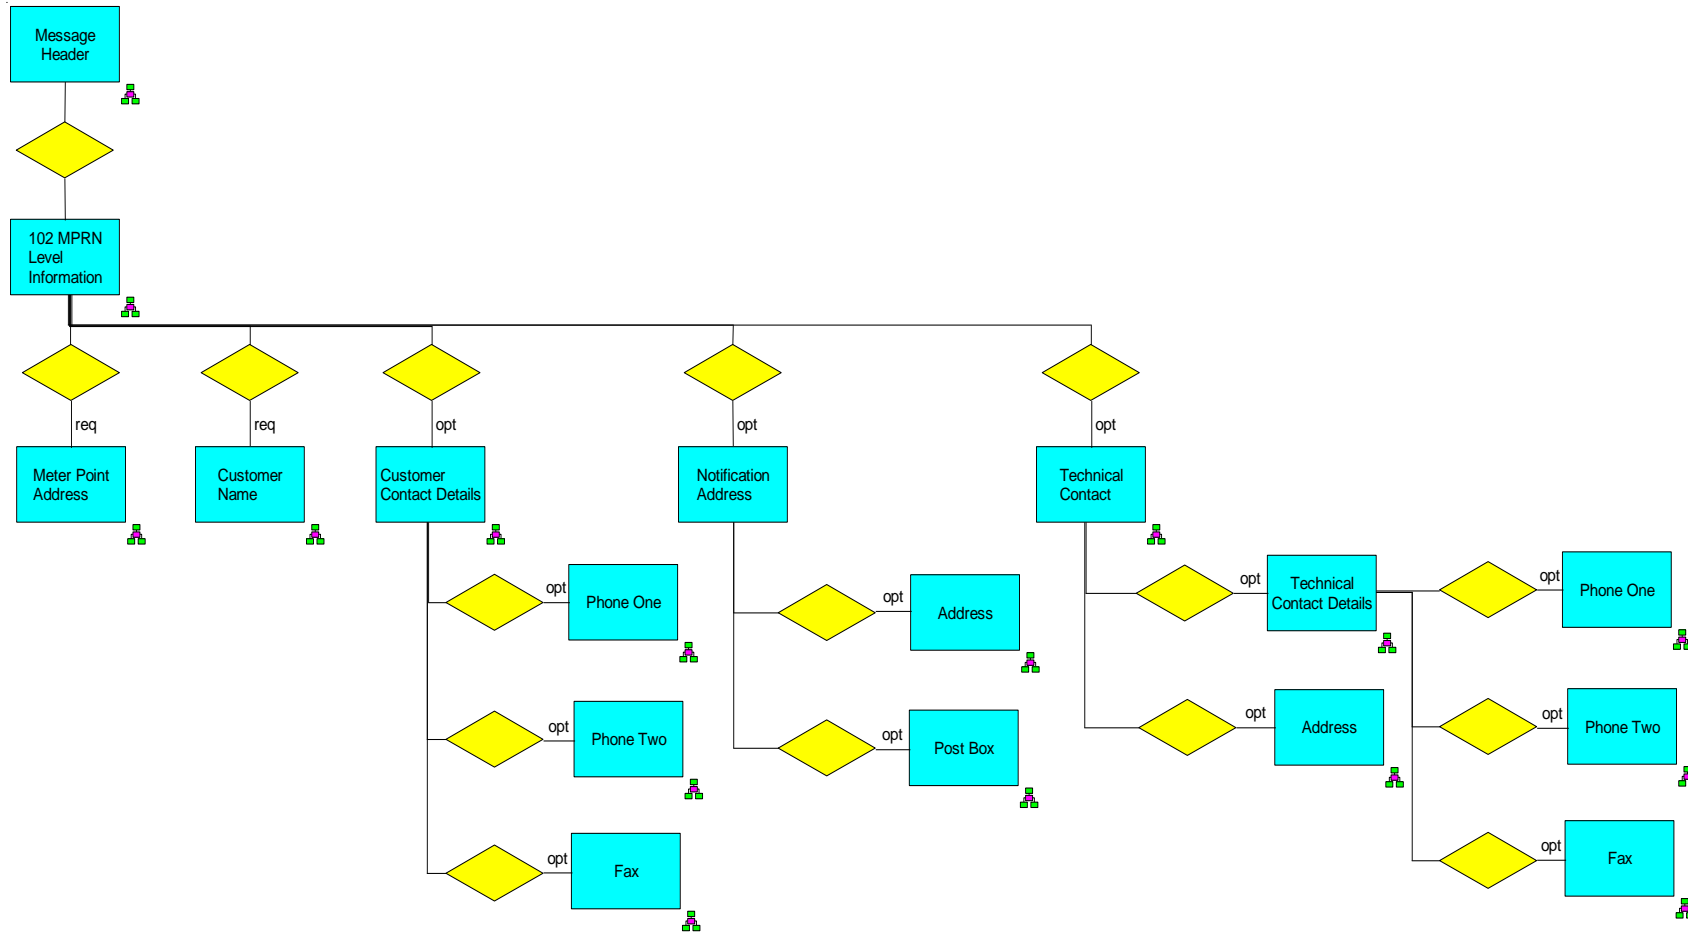 Message
Header
102 MPRN
Level
Information
req
req
opt
opt
opt
Meter Point
Address
Customer
Name
Customer
Contact Details
Notification
Address
Technical
Contact
opt
Phone One
opt
Address
opt
Technical
Contact Details
opt
Phone One
opt
Phone Two
opt
Post Box
opt
Address
opt
Phone Two
opt
Fax
opt
Fax